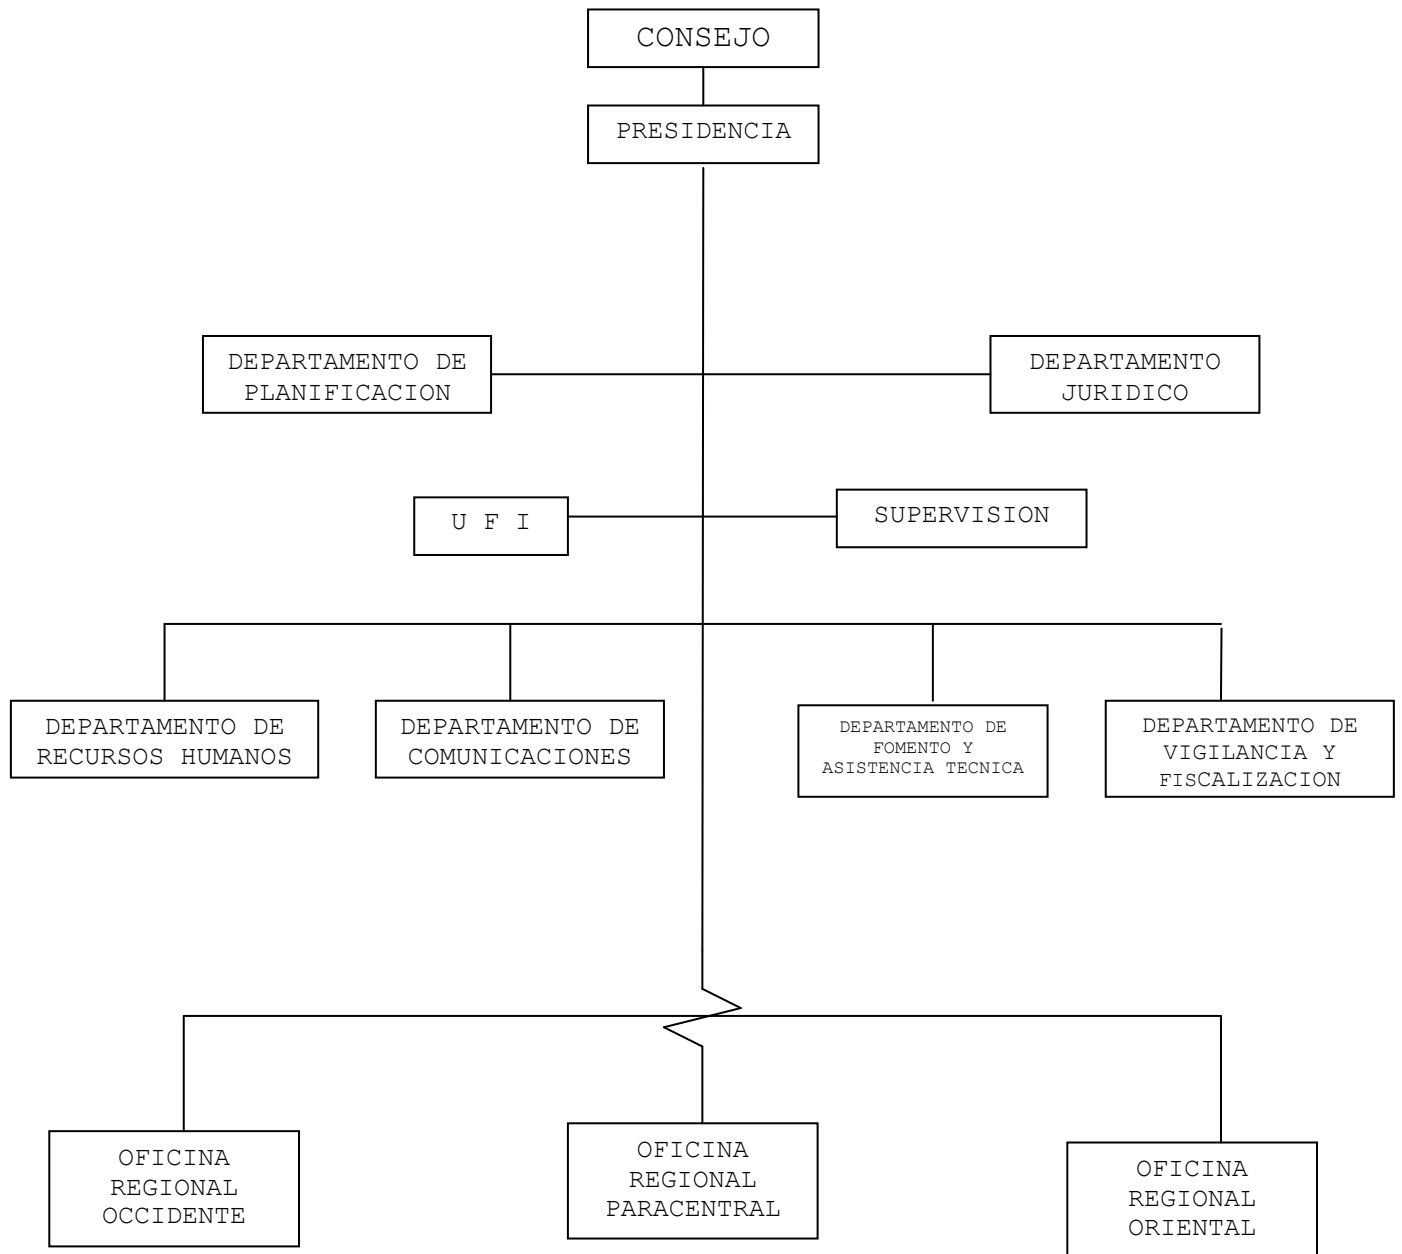 CONSEJO
PRESIDENCIA
DEPARTAMENTO DE
PLANIFICACION
DEPARTAMENTO
JURIDICO
U F I
SUPERVISION
DEPARTAMENTO DE
RECURSOS HUMANOS
DEPARTAMENTO DE
COMUNICACIONES
DEPARTAMENTO DE
FOMENTO Y
ASISTENCIA TECNICA
DEPARTAMENTO DE
VIGILANCIA Y
FISCALIZACION
OFICINA
REGIONAL
OCCIDENTE
OFICINA
REGIONAL
PARACENTRAL
OFICINA
REGIONAL
ORIENTAL